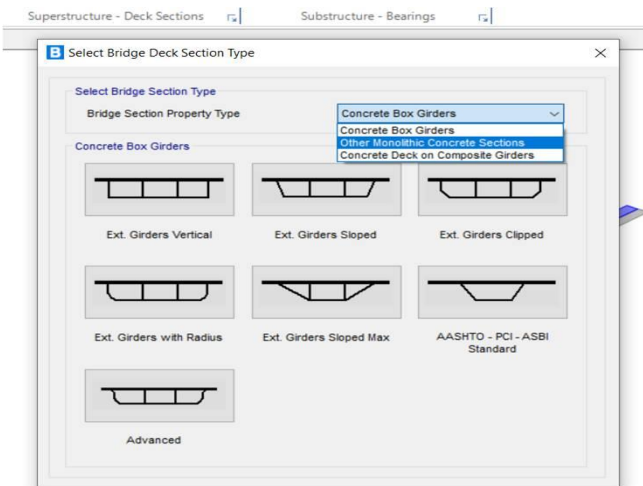 Superstructure - Deck Sections
Substructure - Bearings
B Select Bridge Deck Section Type
Select Bridge Section Type
Bridge Section Property Type
Concrete Box Girders
Concrete Box Girders
Other Monolithic Concrete Sections
Concrete Deck on Composite Girders
Concrete Box Girders
Ext. Girders Vertical
Ext. Girders Sloped
Ext. Girders Clipped
Ext. Girders with Radius
Ext. Girders Sloped Max
AASHTO - PCI - ASBI
Standard
Advanced